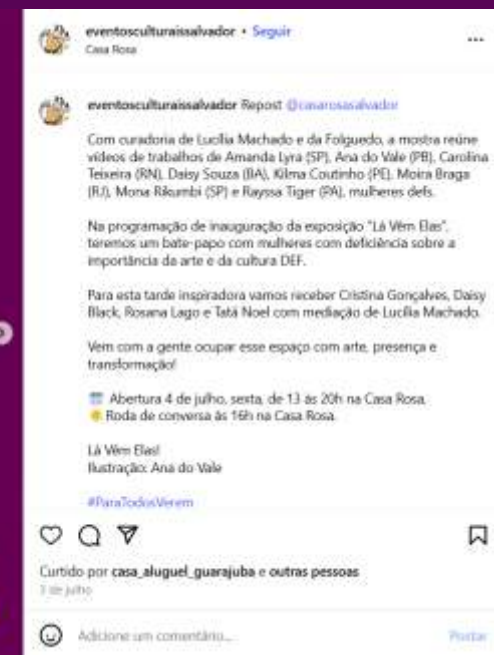 eventosculturaissalvador • Seguir
Casa Rosa
eventosculturaissalvador Repost @casarosasalvador
Com curadoria de Lucília Machado e da Folguedo, a mostra reúne
vídeos de trabalhos de Amanda Lyra (SP), Ana do Vale (PB), Carolina
Teixeira (RN), Daisy Souza (BA), Kilma Coutinho (PE), Moira Braga
(RJ), Mona Rikumbi (SP) e Rayssa Tiger (PA), mulheres defs.
Na programação de inauguração da exposição "Lá Vêm Elas",
teremos um bate-papo com mulheres com deficiência sobre a
importância da arte e da cultura DEF.
Para esta tarde inspiradora vamos receber Cristina Gonçalves, Daisy
Black, Rosana Lago e Tatá Noel com mediação de Lucília Machado.
Vem com a gente ocupar esse espaço com arte, presença e
transformação!
Abertura 4 de julho, sexta, de 13 às 20h na Casa Rosa.
Roda de conversa às 16h na Casa Rosa.
Lá Vêm Elas!
Ilustração: Ana do Vale
#ParaTodosVerem
Curtido por casa_aluguel_guarajuba e outras pessoas
3 de julho
Adicione um comentário...
Postar